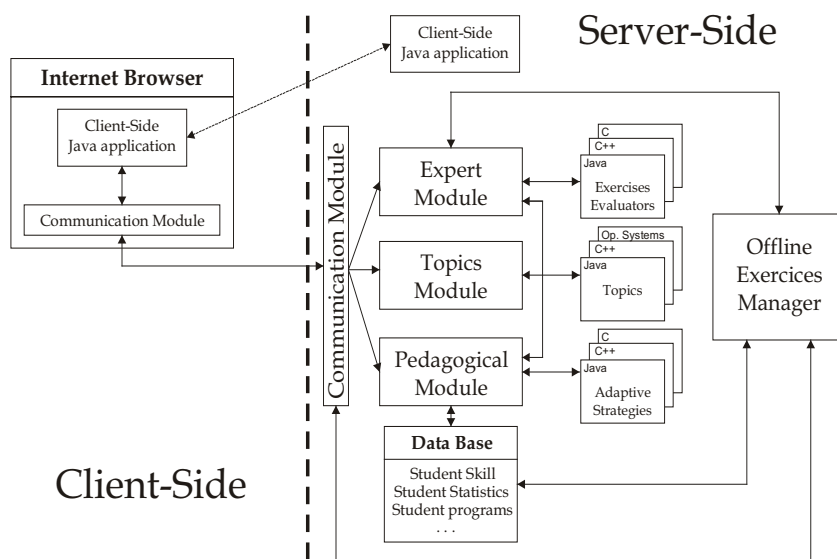 Client-Side
Java application
Server-Side
Internet Browser
Client-Side
Java application
Communication Module
Communication Module
Expert
Module
C
C++
Java
Exercises
Evaluators
Topics
Module
Op. Systems
C++
Java
Topics
Offline
Exercices
Manager
Pedagogical
Module
C
C++
Java
Adaptive
Strategies
Data Base
Student Skill
Student Statistics
Student programs
. . .
Client-Side